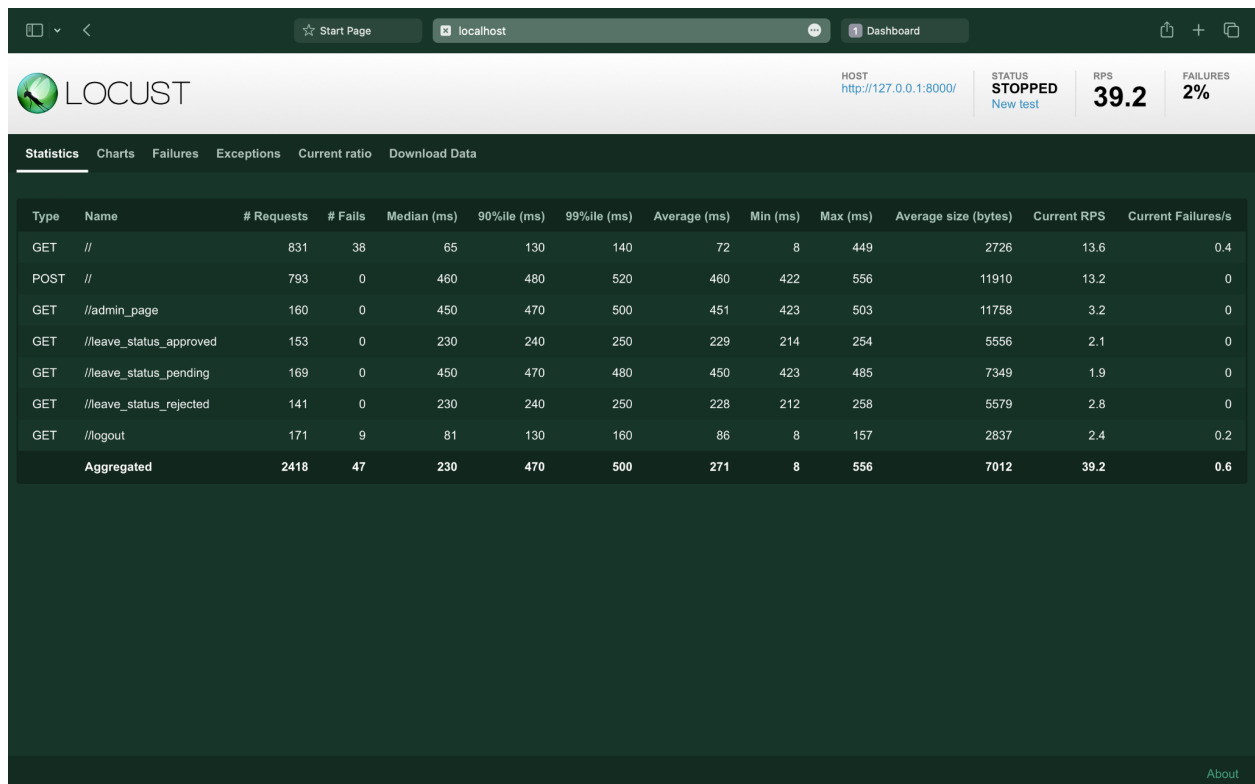 Start Page localhost 1 Dashboard
LOCUST
HOST
http://127.0.0.1:8000/
STATUS
STOPPED
New test
RPS
39.2
FAILURES
2%
Statistics Charts Failures Exceptions Current ratio Download Data
Type Name # Requests # Fails Median (ms) 90%ile (ms) 99%ile (ms) Average (ms) Min (ms) Max (ms) Average size (bytes) Current RPS Current Failures/s
GET // 831 38 65 130 140 72 8 449 2726 13.6 0.4
POST // 793 0 460 480 520 460 422 556 11910 13.2 0
GET //admin_page 160 0 450 470 500 451 423 503 11758 3.2 0
GET //leave_status_approved 153 0 230 240 250 229 214 254 5556 2.1 0
GET //leave_status_pending 169 0 450 470 480 450 423 485 7349 1.9 0
GET //leave_status_rejected 141 0 230 240 250 228 212 258 5579 2.8 0
GET //logout 171 9 81 130 160 86 8 157 2837 2.4 0.2
Aggregated 2418 47 230 470 500 271 8 556 7012 39.2 0.6
About